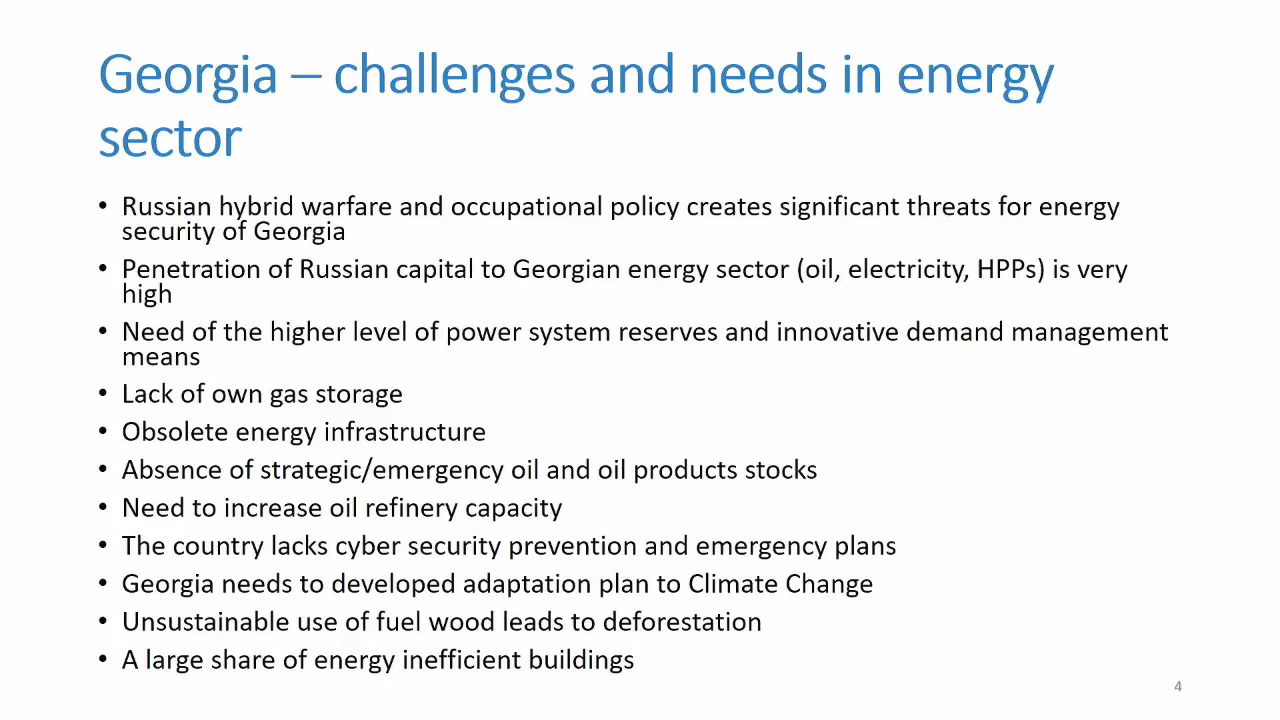 Georgia – challenges and needs in energy
sector
• Russian hybrid warfare and occupational policy creates significant threats for energy
security of Georgia
• Penetration of Russian capital to Georgian energy sector (oil, electricity, HPPs) is very
high
• Need of the higher level of power system reserves and innovative demand management
means
• Lack of own gas storage
• Obsolete energy infrastructure
• Absence of strategic/emergency oil and oil products stocks
• Need to increase oil refinery capacity
• The country lacks cyber security prevention and emergency plans
• Georgia needs to developed adaptation plan to Climate Change
• Unsustainable use of fuel wood leads to deforestation
• A large share of energy inefficient buildings
4